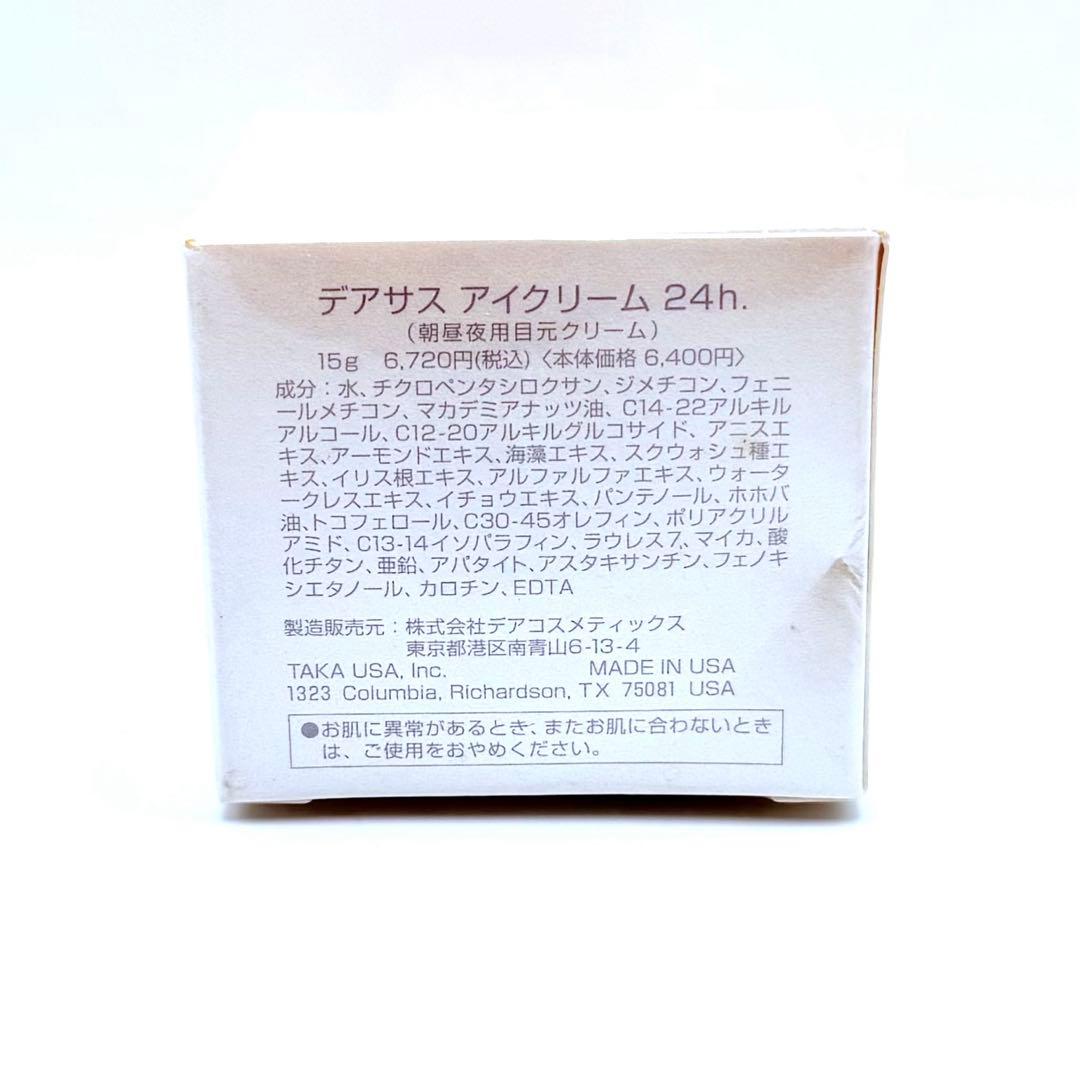 デアサス アイクリーム 24h.
(朝昼夜用目元クリーム)
15g 6,720円(税込)〈本体価格 6,400円〉
成分：水、チクロペンタシロクサン、ジメチコン、フェニ
ールメチコン、マカデミアナッツ油、C14-22アルキル
アルコール、C12-20アルキルグルコサイド、アニスエ
キス、アーモンドエキス、海藻エキス、スクウォシュ種エ
キス、イリス根エキス、アルファルファエキス、ウォータ
ークレスエキス、イチョウエキス、パンテノール、ホホバ
油、トコフェロール、C30-45オレフィン、ポリアクリル
アミド、C13-14イソパラフィン、ラウレス7、マイカ、酸
化チタン、亜鉛、アパタイト、アスタキサンチン、フェノキ
シエタノール、カロチン、EDTA
製造販売元：株式会社デアコスメティックス
東京都港区南青山6-13-4
TAKA USA, Inc. MADE IN USA
1323 Columbia, Richardson, TX 75081 USA
●お肌に異常があるとき、またお肌に合わないとき
は、ご使用をおやめください。